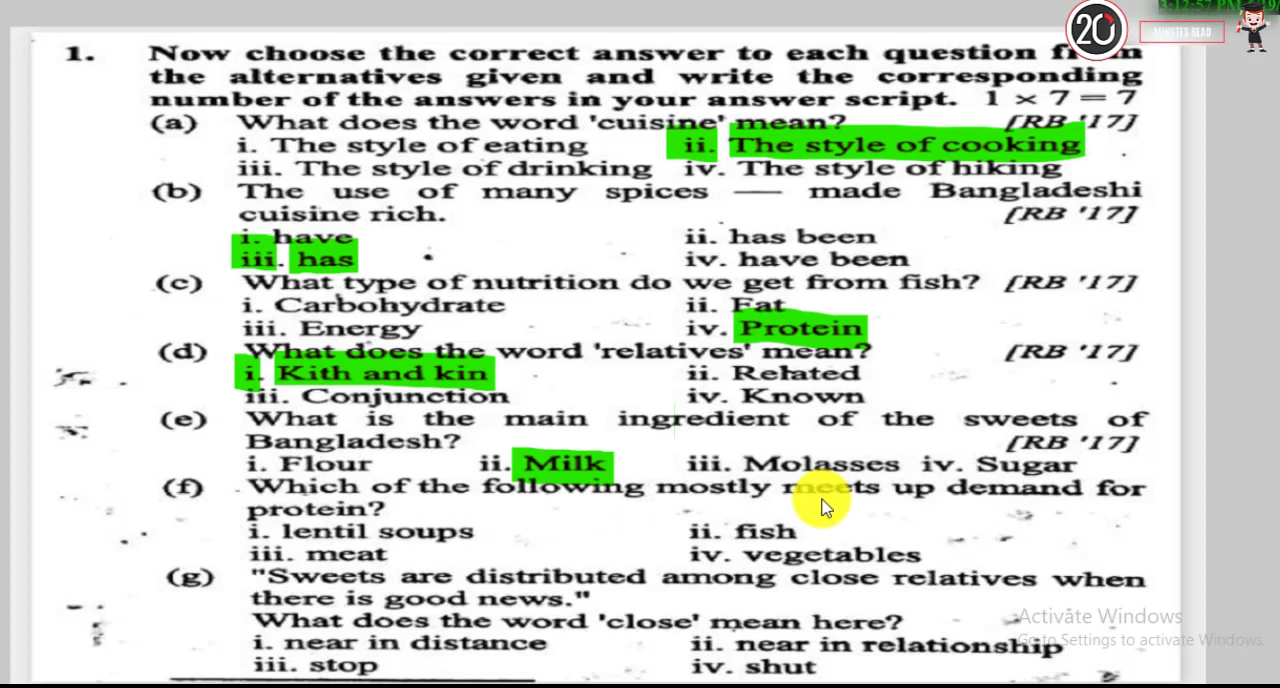 3:12:57 PM
20
MINUTES READ
1. Now choose the correct answer to each question from
the alternatives given and write the corresponding
number of the answers in your answer script. 1 × 7 = 7
(a) What does the word 'cuisine' mean? [RB '17]
i. The style of eating ii. The style of cooking
iii. The style of drinking iv. The style of hiking
(b) The use of many spices — made Bangladeshi
cuisine rich. [RB '17]
i. have ii. has been
iii. has iv. have been
(c) What type of nutrition do we get from fish? [RB '17]
i. Carbohydrate ii. Fat
iii. Energy iv. Protein
(d) What does the word 'relatives' mean? [RB '17]
i. Kith and kin ii. Related
iii. Conjunction iv. Known
(e) What is the main ingredient of the sweets of
Bangladesh? [RB '17]
i. Flour ii. Milk iii. Molasses iv. Sugar
(f) Which of the following mostly meets up demand for
protein?
i. lentil soups ii. fish
iii. meat iv. vegetables
(g) "Sweets are distributed among close relatives when
there is good news."
What does the word 'close' mean here?
i. near in distance ii. near in relationship
iii. stop iv. shut
Activate Windows
Go to Settings to activate Windows.